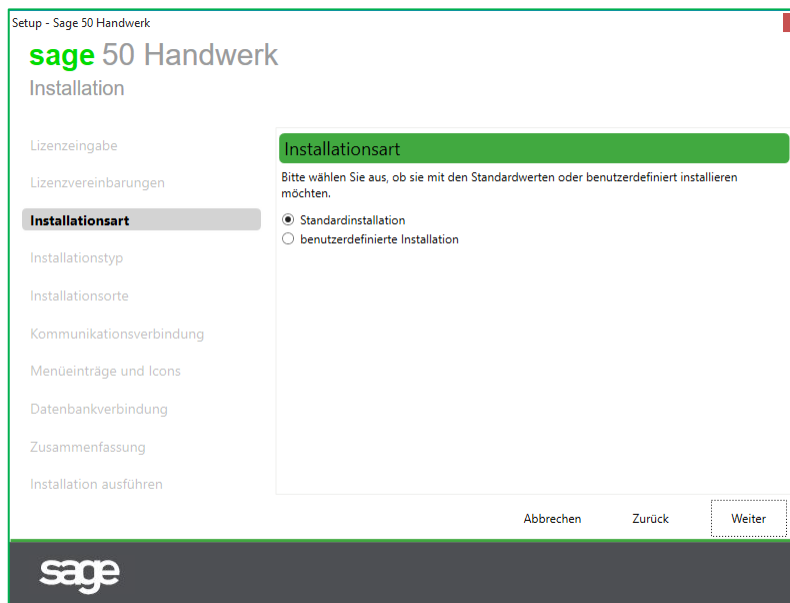 Setup - Sage 50 Handwerk
sage 50 Handwerk
Installation
Lizenzeingabe
Lizenzvereinbarungen
Installationsart
Installationstyp
Installationsorte
Kommunikationsverbindung
Menüeinträge und Icons
Datenbankverbindung
Zusammenfassung
Installation ausführen
Installationsart
Bitte wählen Sie aus, ob sie mit den Standardwerten oder benutzerdefiniert installieren
möchten.
Standardinstallation
benutzerdefinierte Installation
Abbrechen
Zurück
Weiter
sage